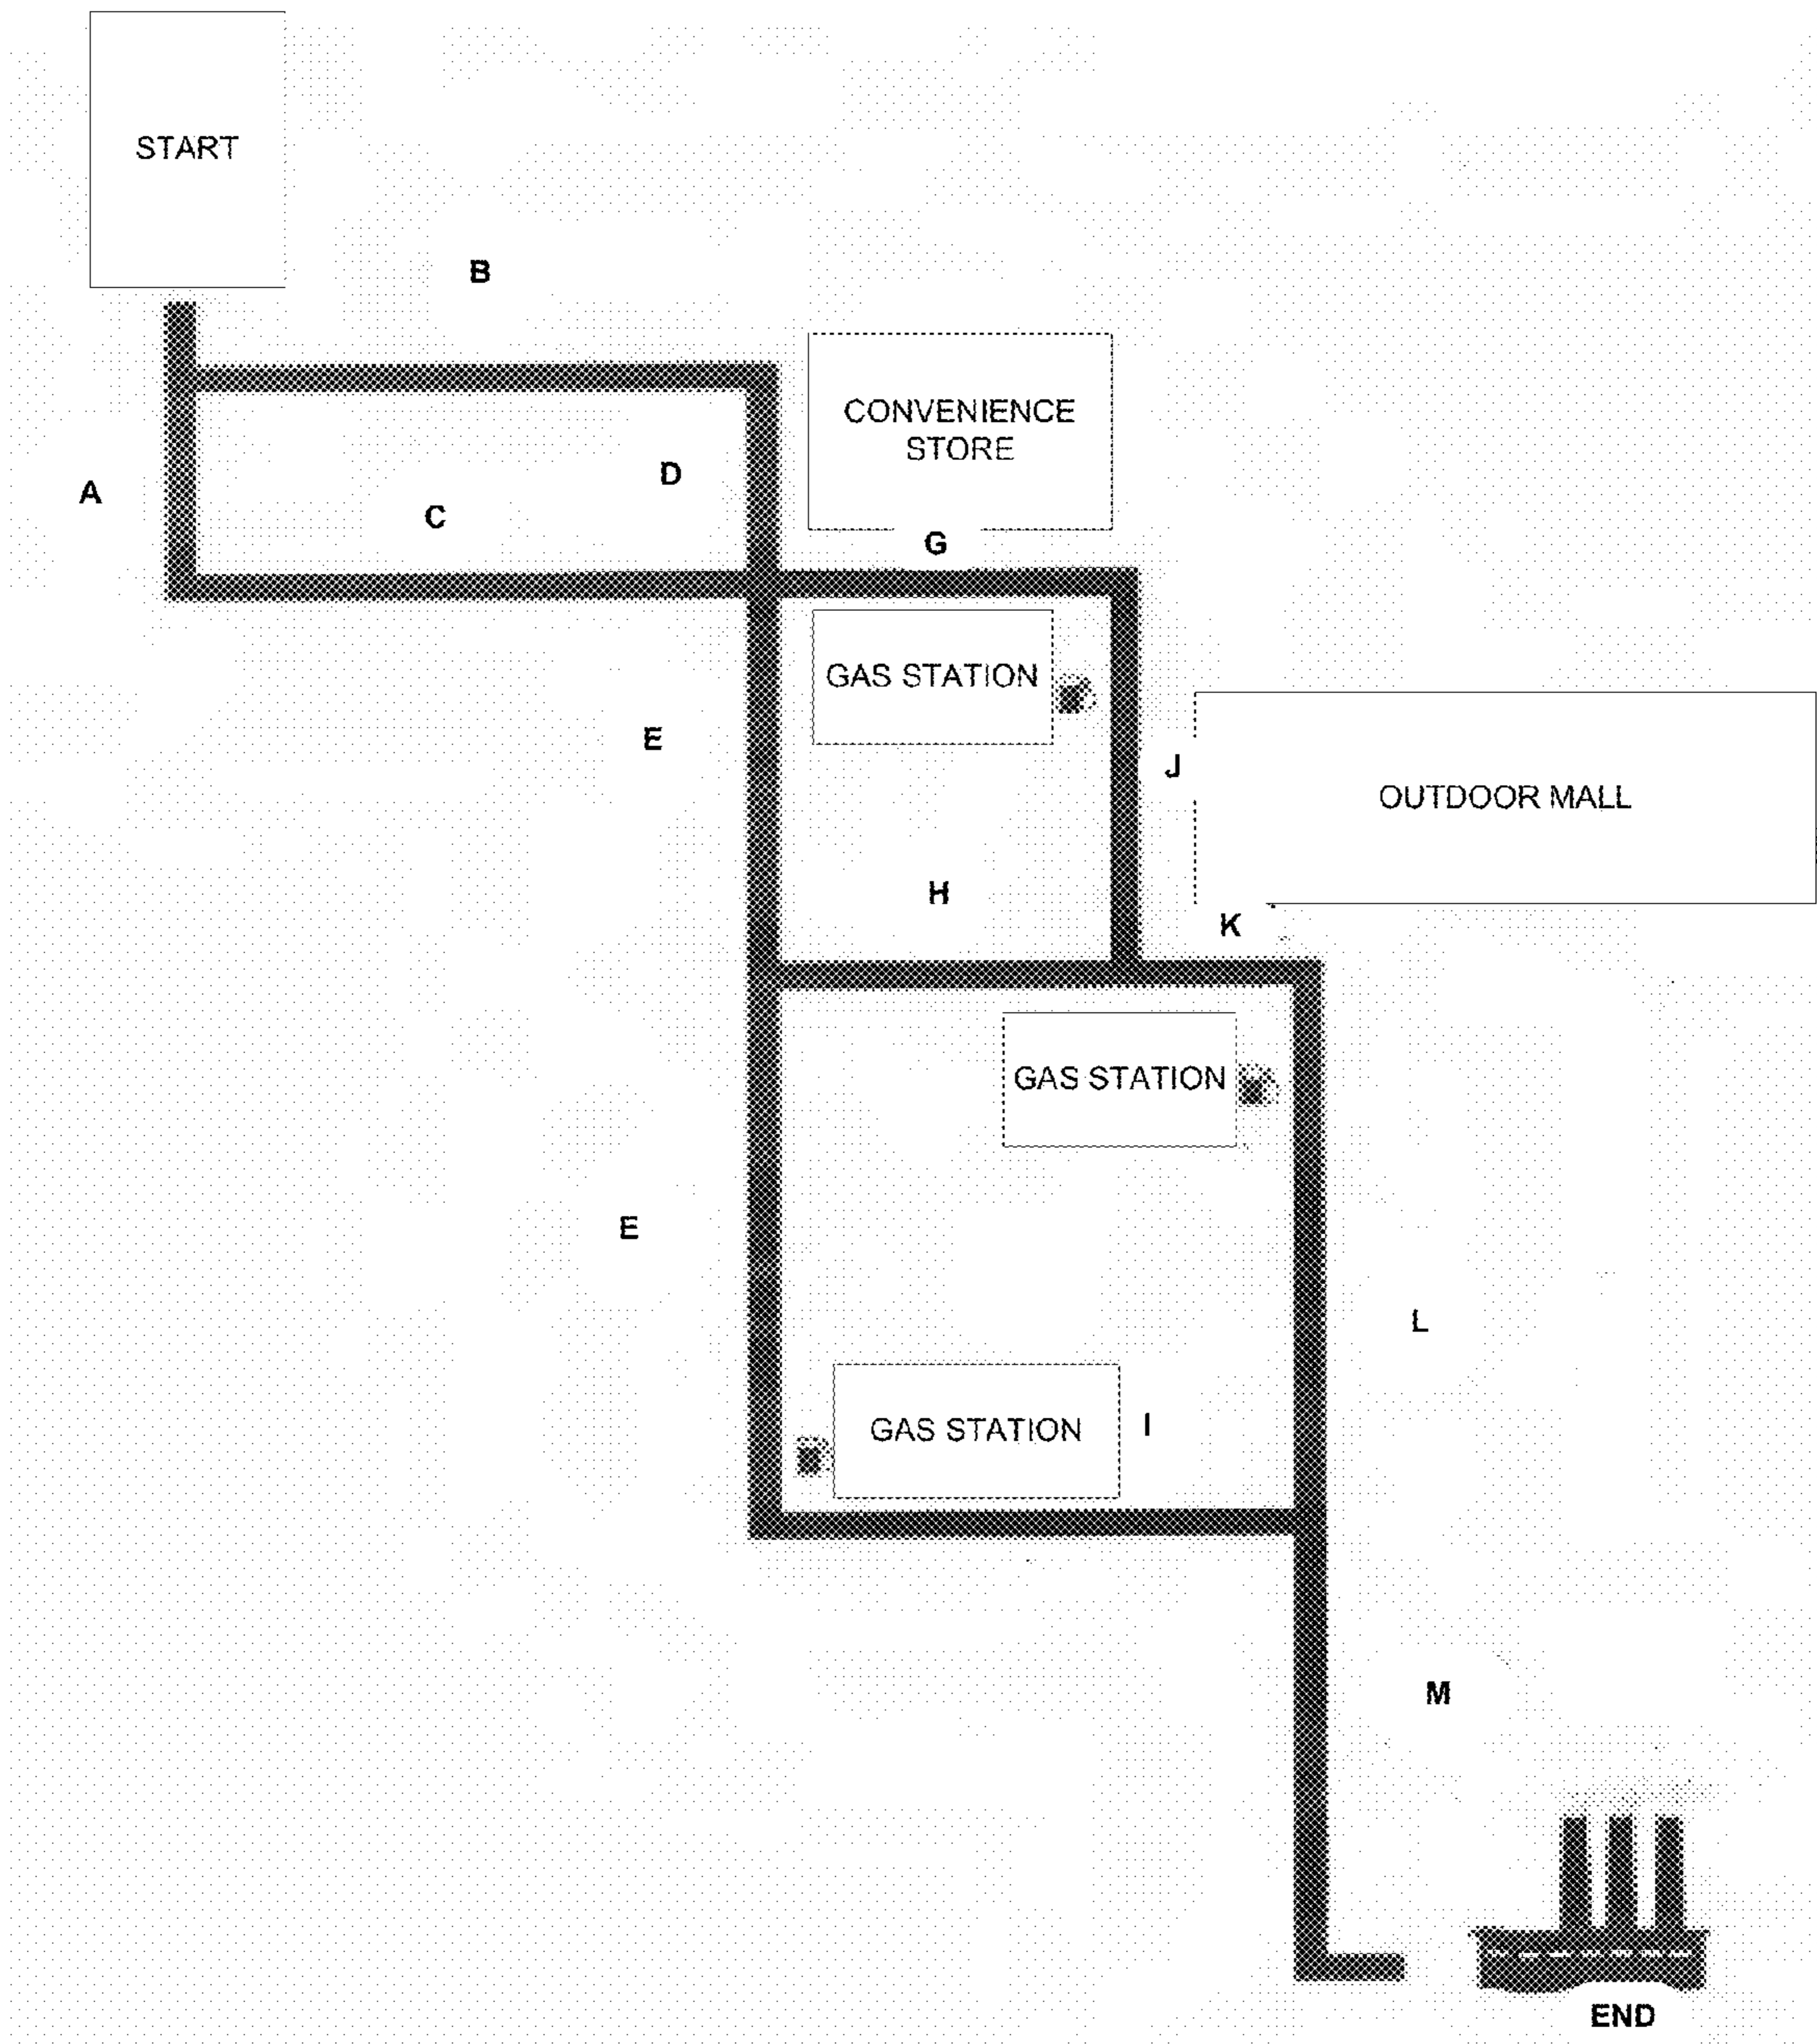 START
B
CONVENIENCE
STORE
A
D
C
G
GAS STATION
E
J
OUTDOOR MALL
H
K
GAS STATION
E
L
GAS STATION
I
M
END